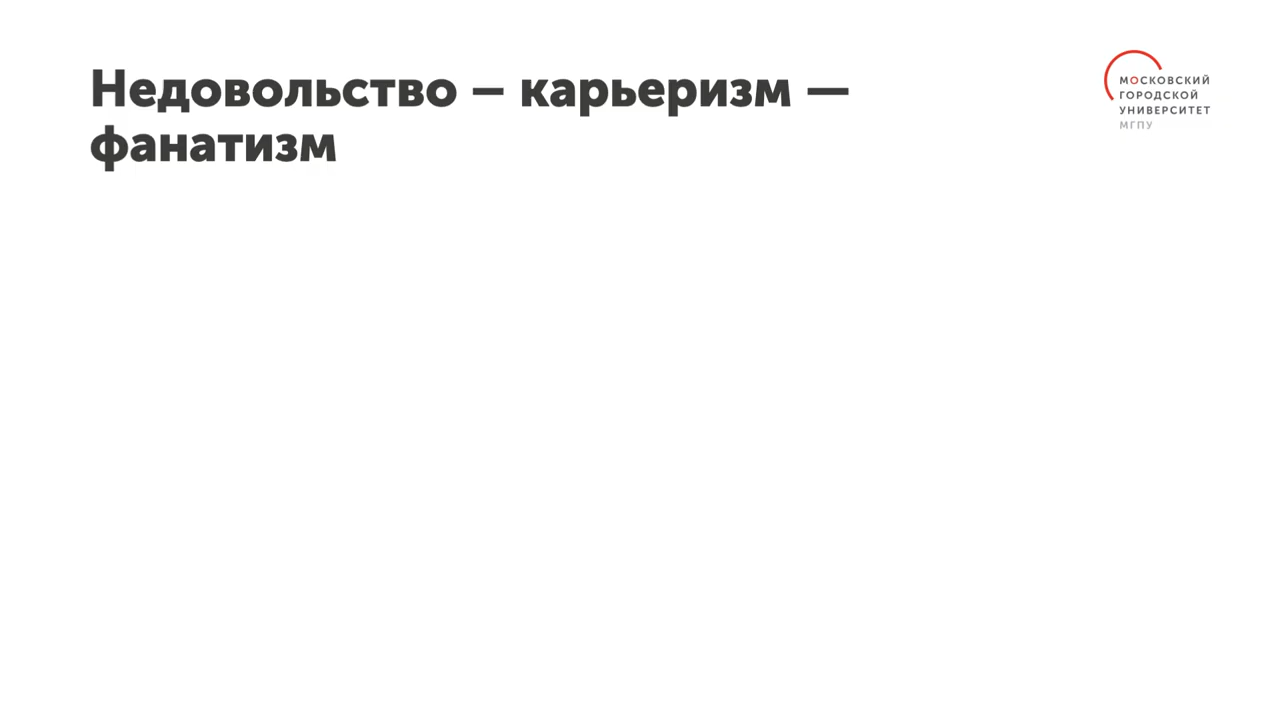 Недовольство – карьеризм —
фанатизм
МОСКОВСКИЙ
ГОРОДСКОЙ
УНИВЕРСИТЕТ
МГПУ